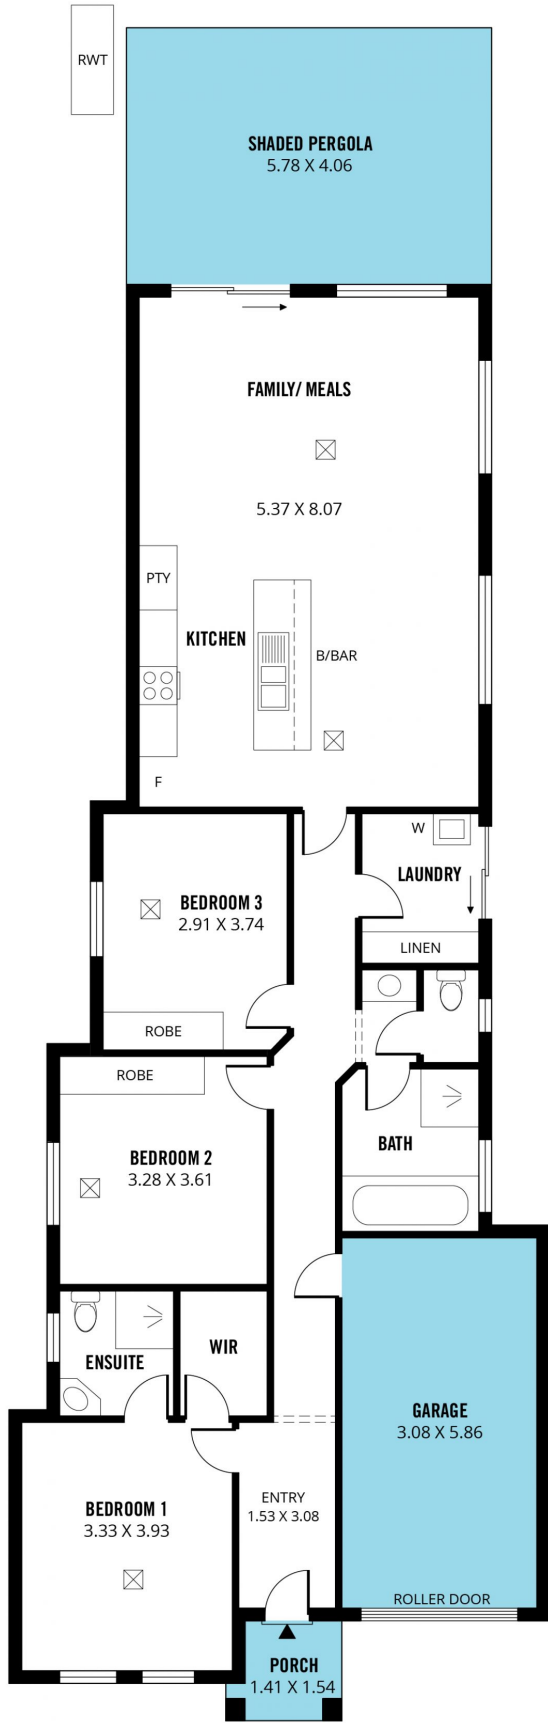 RWT
SHADED PERGOLA
5.78 X 4.06
FAMILY/ MEALS
5.37 X 8.07
PTY
KITCHEN
B/BAR
F
W
LAUNDRY
LINEN
BEDROOM 3
2.91 X 3.74
ROBE
ROBE
BEDROOM 2
3.28 X 3.61
BATH
ENSUITE
WIR
GARAGE
3.08 X 5.86
ROLLER DOOR
BEDROOM 1
3.33 X 3.93
ENTRY
1.53 X 3.08
PORCH
1.41 X 1.54